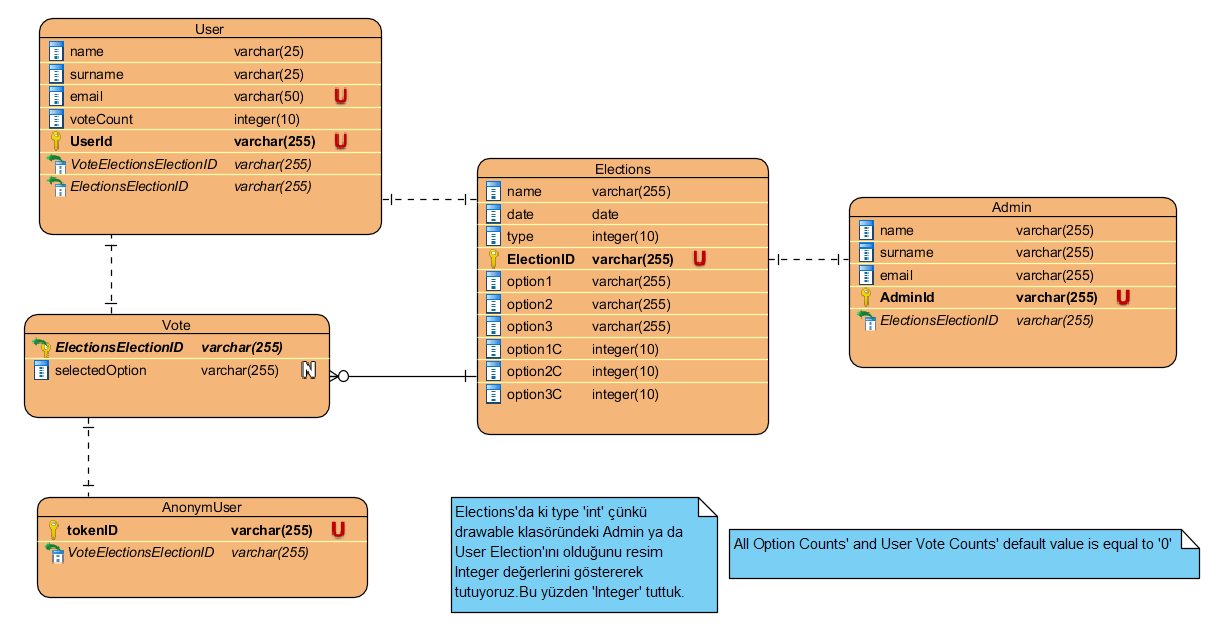 User
name varchar(25)
surname varchar(25)
email varchar(50) U
voteCount integer(10)
UserId varchar(255) U
VoteElectionsElectionID varchar(255)
ElectionsElectionID varchar(255)
Elections
name varchar(255)
date date
type integer(10)
ElectionID varchar(255) U
option1 varchar(255)
option2 varchar(255)
option3 varchar(255)
option1C integer(10)
option2C integer(10)
option3C integer(10)
Admin
name varchar(255)
surname varchar(255)
email varchar(255)
AdminId varchar(255) U
ElectionsElectionID varchar(255)
Vote
ElectionsElectionID varchar(255)
selectedOption varchar(255) N
AnonymUser
tokenID varchar(255) U
VoteElectionsElectionID varchar(255)
Elections'da ki type 'int' çünkü
drawable klasöründeki Admin ya da
User Election'ını olduğunu resim
Integer değerlerini göstererek
tutuyoruz.Bu yüzden 'Integer' tuttuk.
All Option Counts' and User Vote Counts' default value is equal to '0'